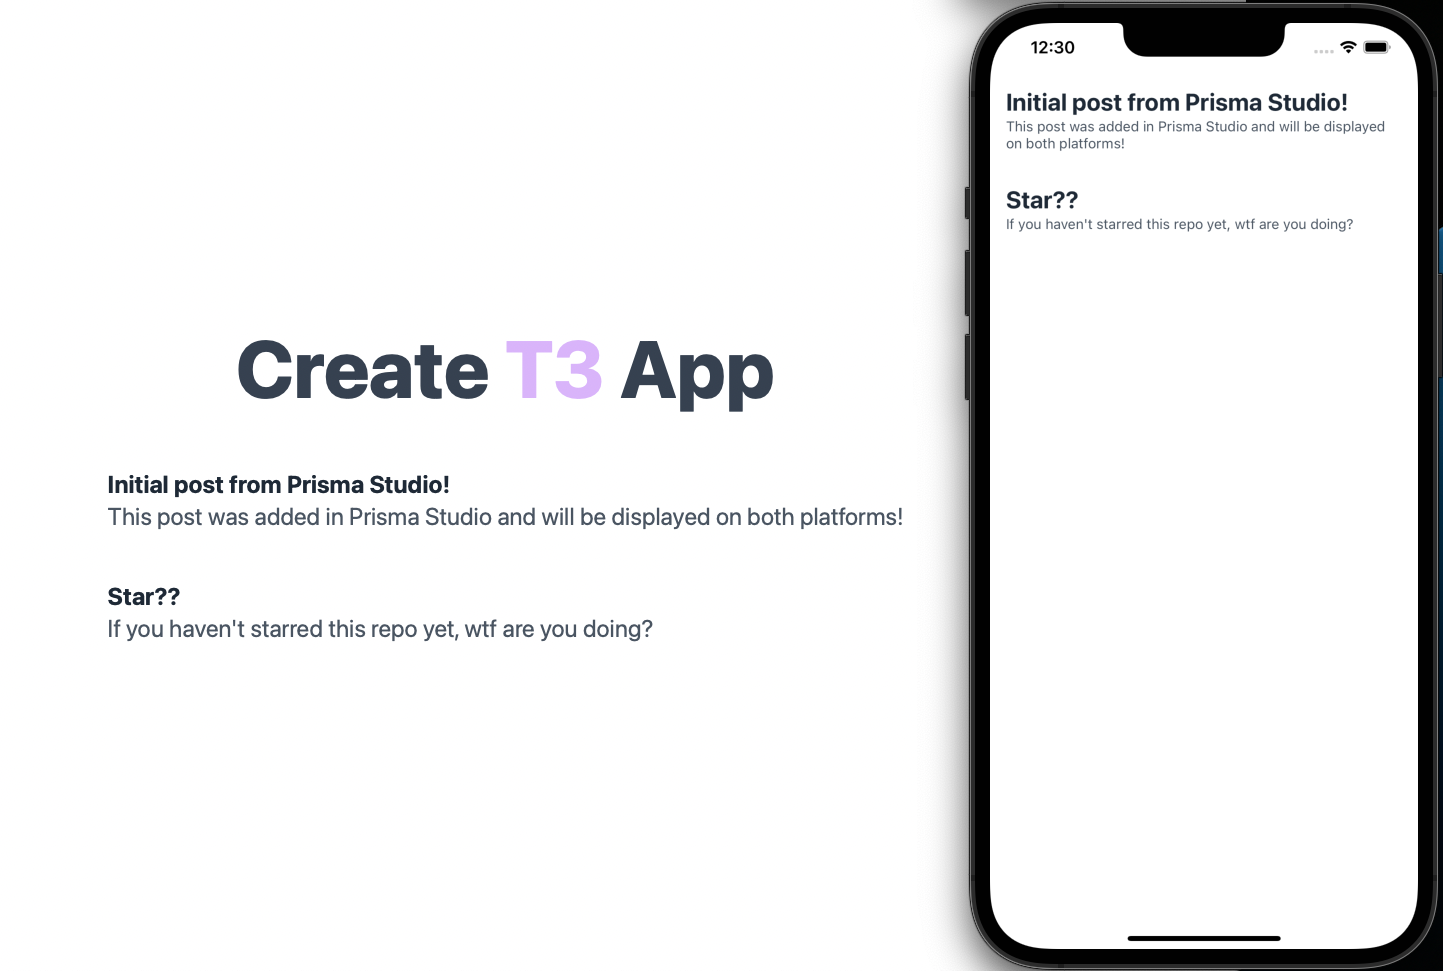 Create T3 App
Initial post from Prisma Studio!
This post was added in Prisma Studio and will be displayed on both platforms!
Star??
If you haven't starred this repo yet, wtf are you doing?
12:30
Initial post from Prisma Studio!
This post was added in Prisma Studio and will be displayed
on both platforms!
Star??
If you haven't starred this repo yet, wtf are you doing?